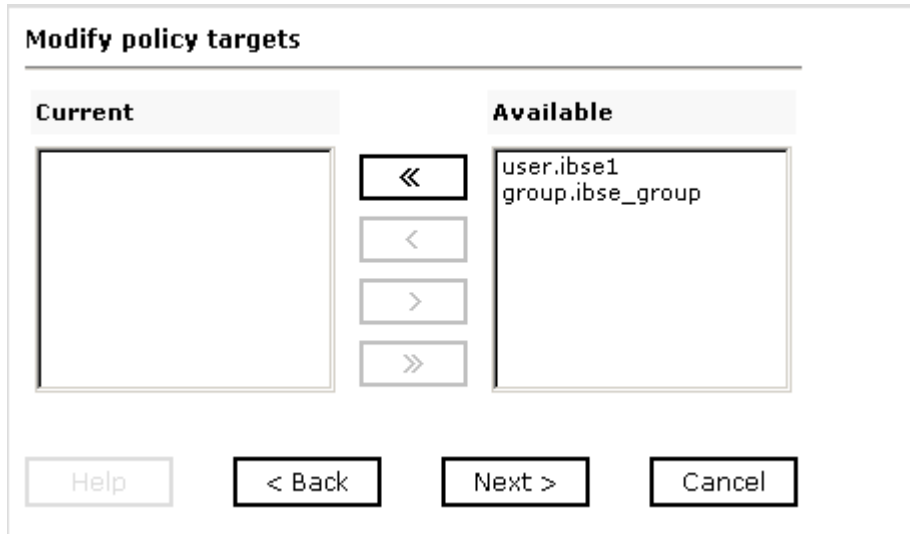 Modify policy targets
Current
Available
«
<
>
»
user.ibse1
group.ibse_group
Help
< Back
Next >
Cancel